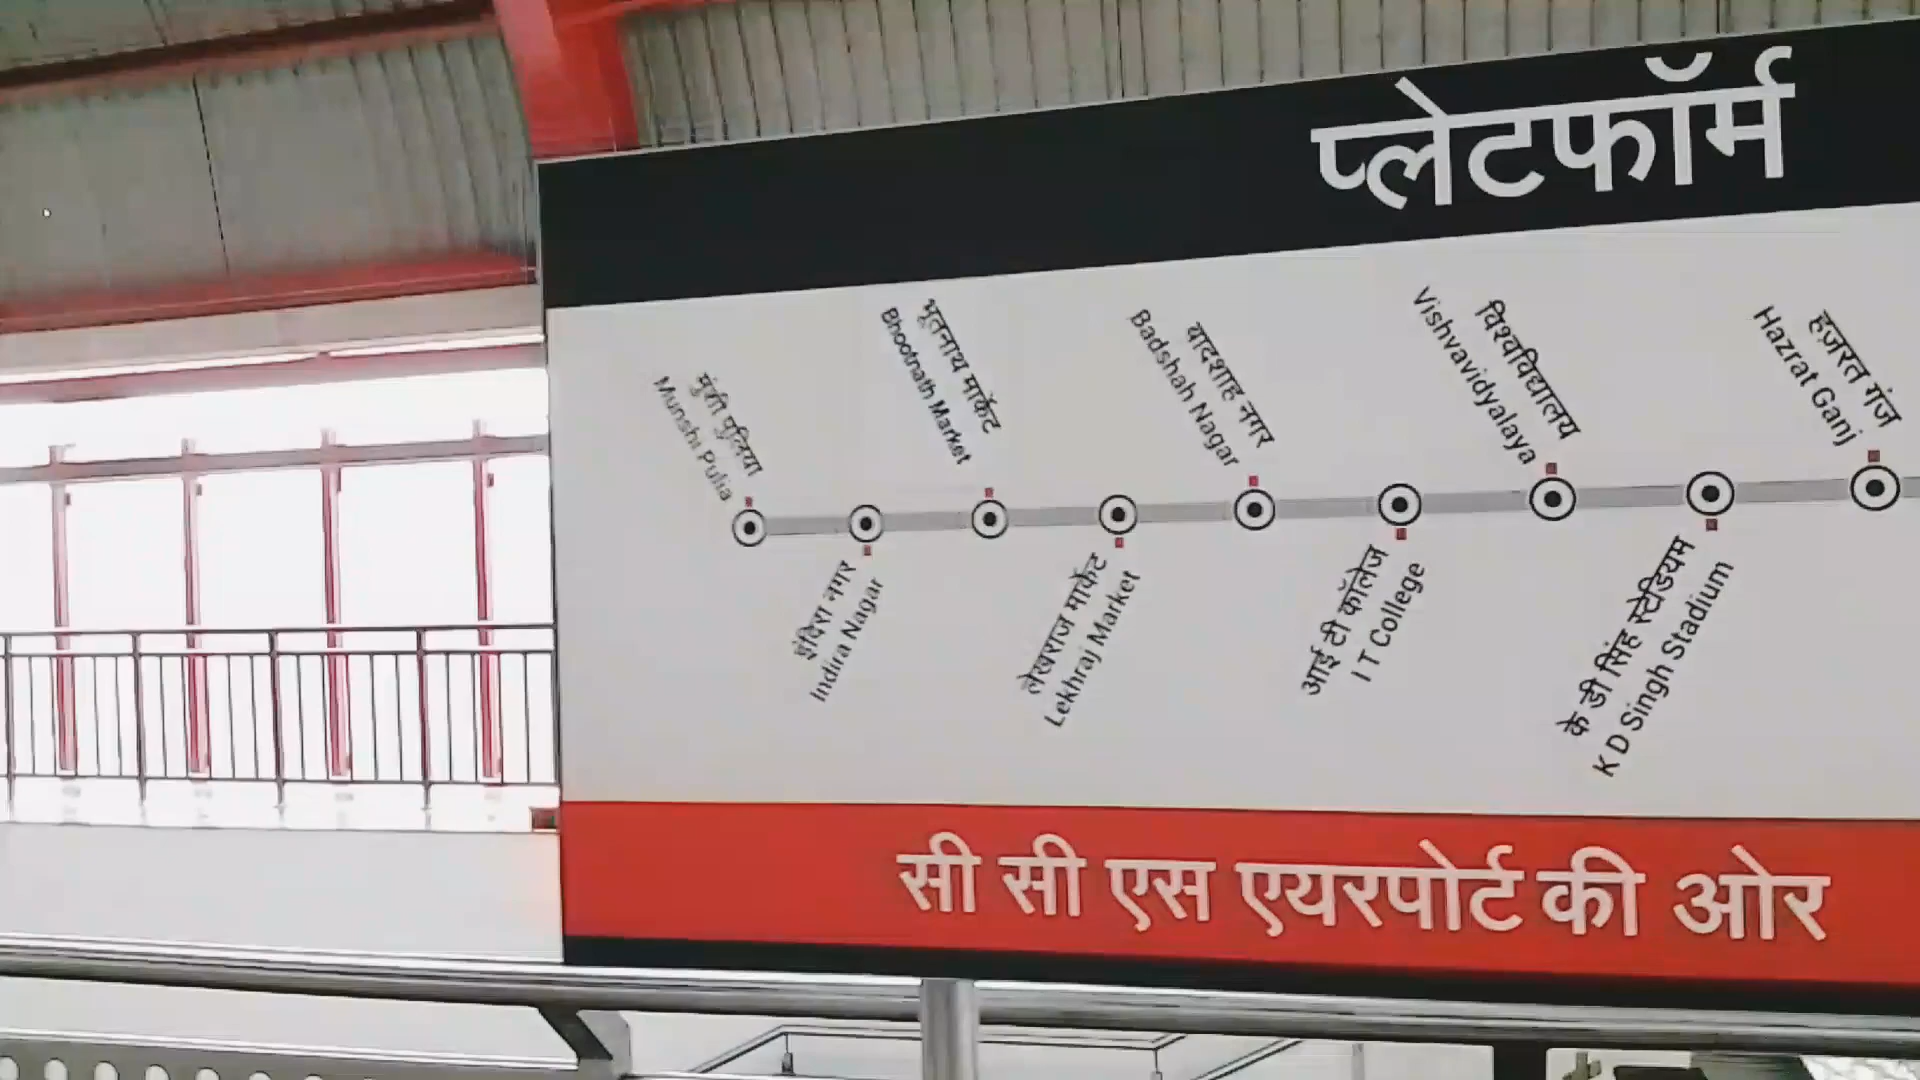 प्लेटफॉर्म
मुंशी पुलिया
Munshi Pulia
इंदिरा नगर
Indira Nagar
भूतनाथ मार्केट
Bhootnath Market
लेखराज मार्केट
Lekhraj Market
बादशाह नगर
Badshah Nagar
आई टी कॉलेज
I T College
विश्वविद्यालय
Vishvavidyalaya
के डी सिंह स्टेडियम
K D Singh Stadium
हज़रत गंज
Hazrat Ganj
सी सी एस एयरपोर्ट की ओर